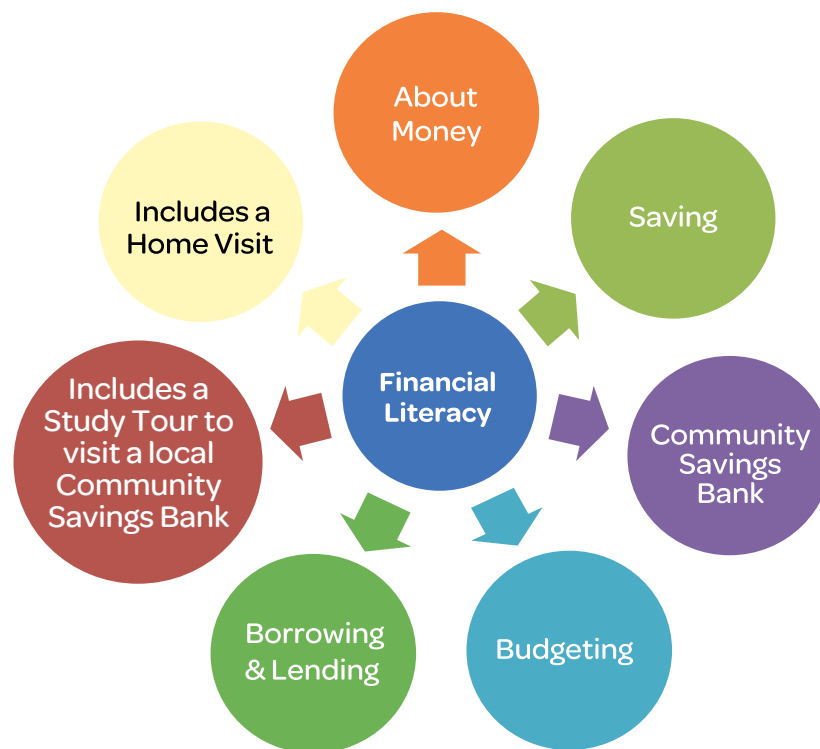 About
Money
Saving
Community
Savings
Bank
Budgeting
Borrowing
& Lending
Includes a
Study Tour to
visit a local
Community
Savings Bank
Includes a
Home Visit
Financial
Literacy